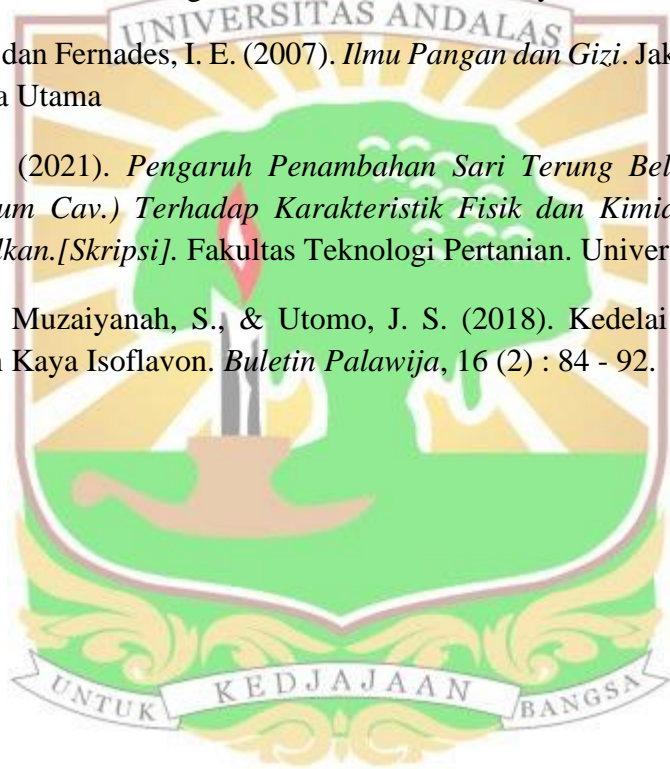 UNIVERSITAS ANDALAS
dan Fernades, I. E. (2007). Ilmu Pangan dan Gizi. Jak
a Utama
(2021). Pengaruh Penambahan Sari Terung Bel
um Cav.) Terhadap Karakteristik Fisik dan Kimia
lkan.[Skripsi]. Fakultas Teknologi Pertanian. Univer
Muzaiyanah, S., & Utomo, J. S. (2018). Kedelai
Kaya Isoflavon. Buletin Palawija, 16 (2) : 84 - 92.
UNTUK KEDJAJAAN BANGSA